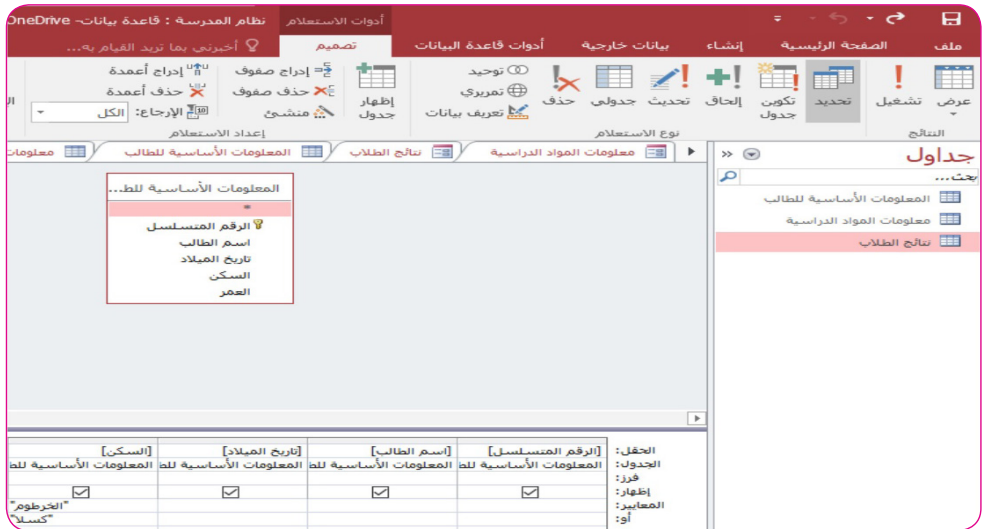 أدوات الاستعلام نظام المدرسة : قاعدة بيانات- OneDrive
ملف الصفحة الرئيسية إنشاء بيانات خارجية أدوات قاعدة البيانات تصميم أخبرني بما تريد القيام به...
عرض
تشغيل
تحديد
تكوين جدول
إلحاق
تحديث
جدولي
حذف
توحيد
تمريري
تعريف بيانات
إظهار جدول
إدراج صفوف
حذف صفوف
منشئ
إدراج أعمدة
حذف أعمدة
الإرجاع: الكل
النتائج
نوع الاستعلام
إعداد الاستعلام
جداول
بحث...
المعلومات الأساسية للطالب
معلومات المواد الدراسية
نتائج الطلاب
معلومات المواد الدراسية نتائج الطلاب المعلومات الأساسية للطالب معلومات
المعلومات الأساسية للط...
*
الرقم المتسلسل
اسم الطالب
تاريخ الميلاد
السكن
العمر
الحقل: [الرقم المتسلسل] [اسم الطالب] [تاريخ الميلاد] [السكن]
الجدول: المعلومات الأساسية للط المعلومات الأساسية للط المعلومات الأساسية للط المعلومات الأساسية للط
فرز:
إظهار:
المعايير: "الخرطوم"
أو: "كسلا"